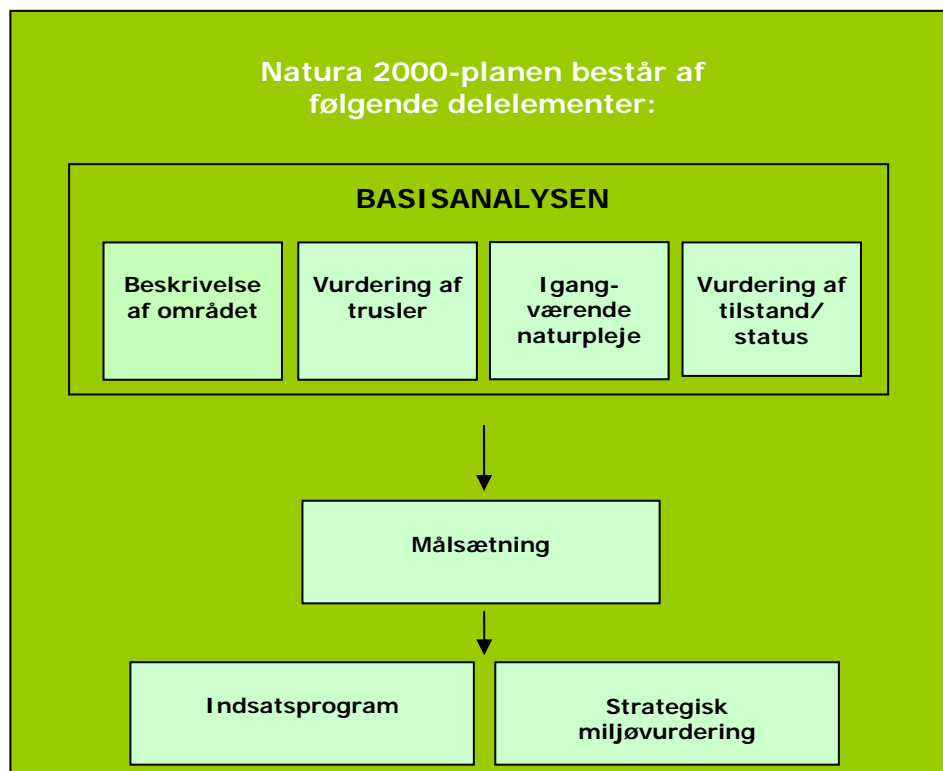 Natura 2000-planen består af
følgende delelementer:
BASISANALYSEN
Beskrivelse
af området
Vurdering af
trusler
Igang-
værende
naturpleje
Vurdering af
tilstand/
status
Målsætning
Indsatsprogram
Strategisk
miljøvurdering